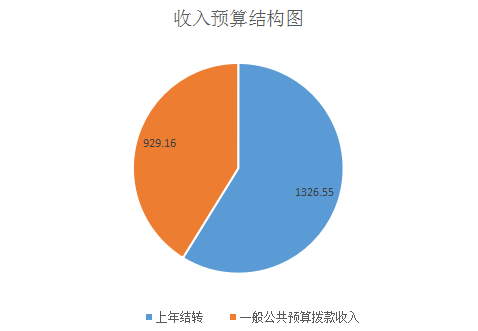 收入预算结构图
929.16
1326.55
上年结转
一般公共预算拨款收入